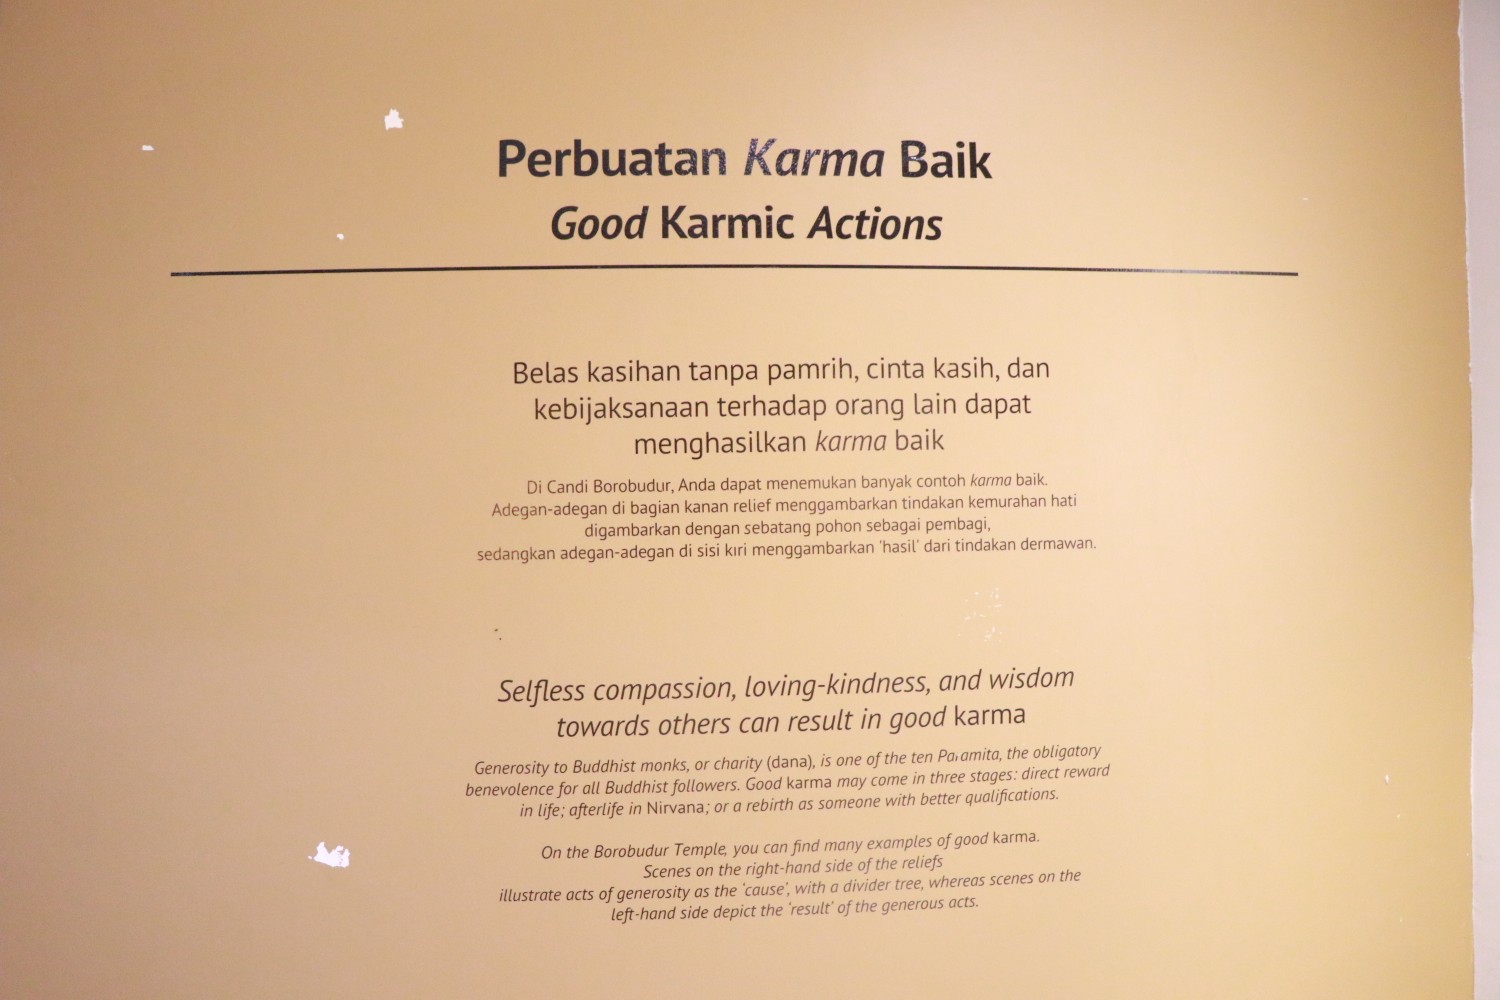 Perbuatan Karma Baik
Good Karmic Actions
Belas kasihan tanpa pamrih, cinta kasih, dan
kebijaksanaan terhadap orang lain dapat
menghasilkan karma baik
Di Candi Borobudur, Anda dapat menemukan banyak contoh karma baik.
Adegan-adegan di bagian kanan relief menggambarkan tindakan kemurahan hati
digambarkan dengan sebatang pohon sebagai pembagi,
sedangkan adegan-adegan di sisi kiri menggambarkan 'hasil' dari tindakan dermawan.
Selfless compassion, loving-kindness, and wisdom
towards others can result in good karma
Generosity to Buddhist monks, or charity (dana), is one of the ten Paramita, the obligatory
benevolence for all Buddhist followers. Good karma may come in three stages: direct reward
in life; afterlife in Nirvana; or a rebirth as someone with better qualifications.
On the Borobudur Temple, you can find many examples of good karma.
Scenes on the right-hand side of the reliefs
illustrate acts of generosity as the 'cause', with a divider tree, whereas scenes on the
left-hand side depict the 'result' of the generous acts.